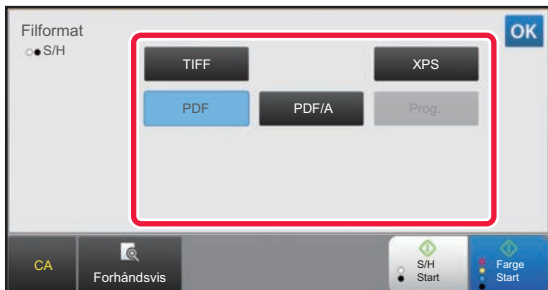 Filformat
OK
S/H
TIFF
XPS
PDF
PDF/A
Prog.
CA
Forhåndsvis
S/H
Start
Farge
Start